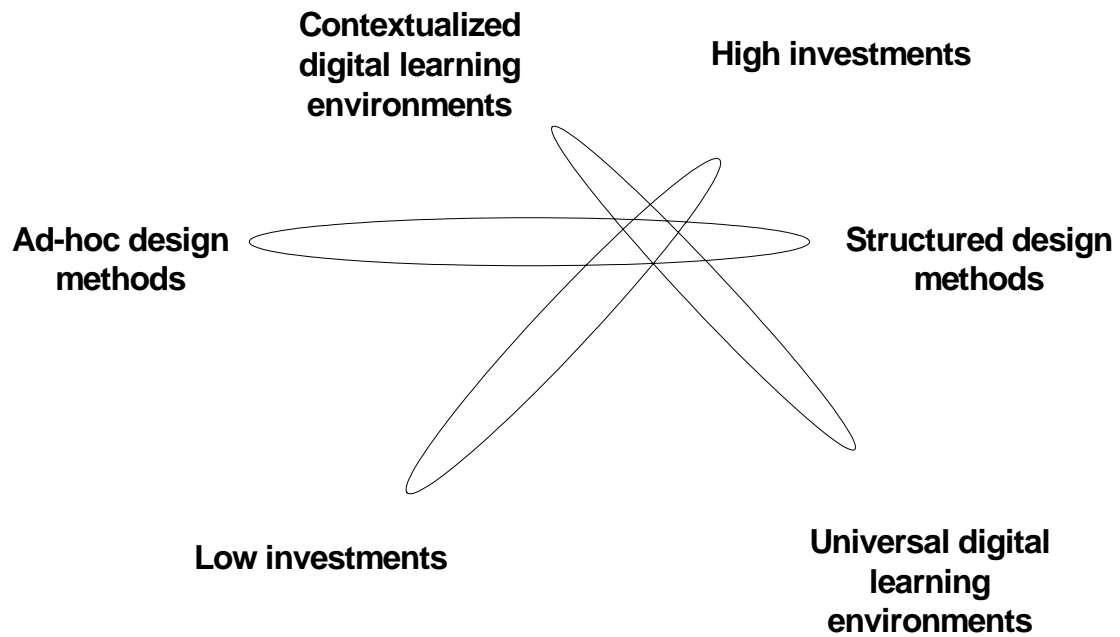 Contextualized
digital learning
environments
High investments
Ad-hoc design
methods
Structured design
methods
Low investments
Universal digital
learning
environments